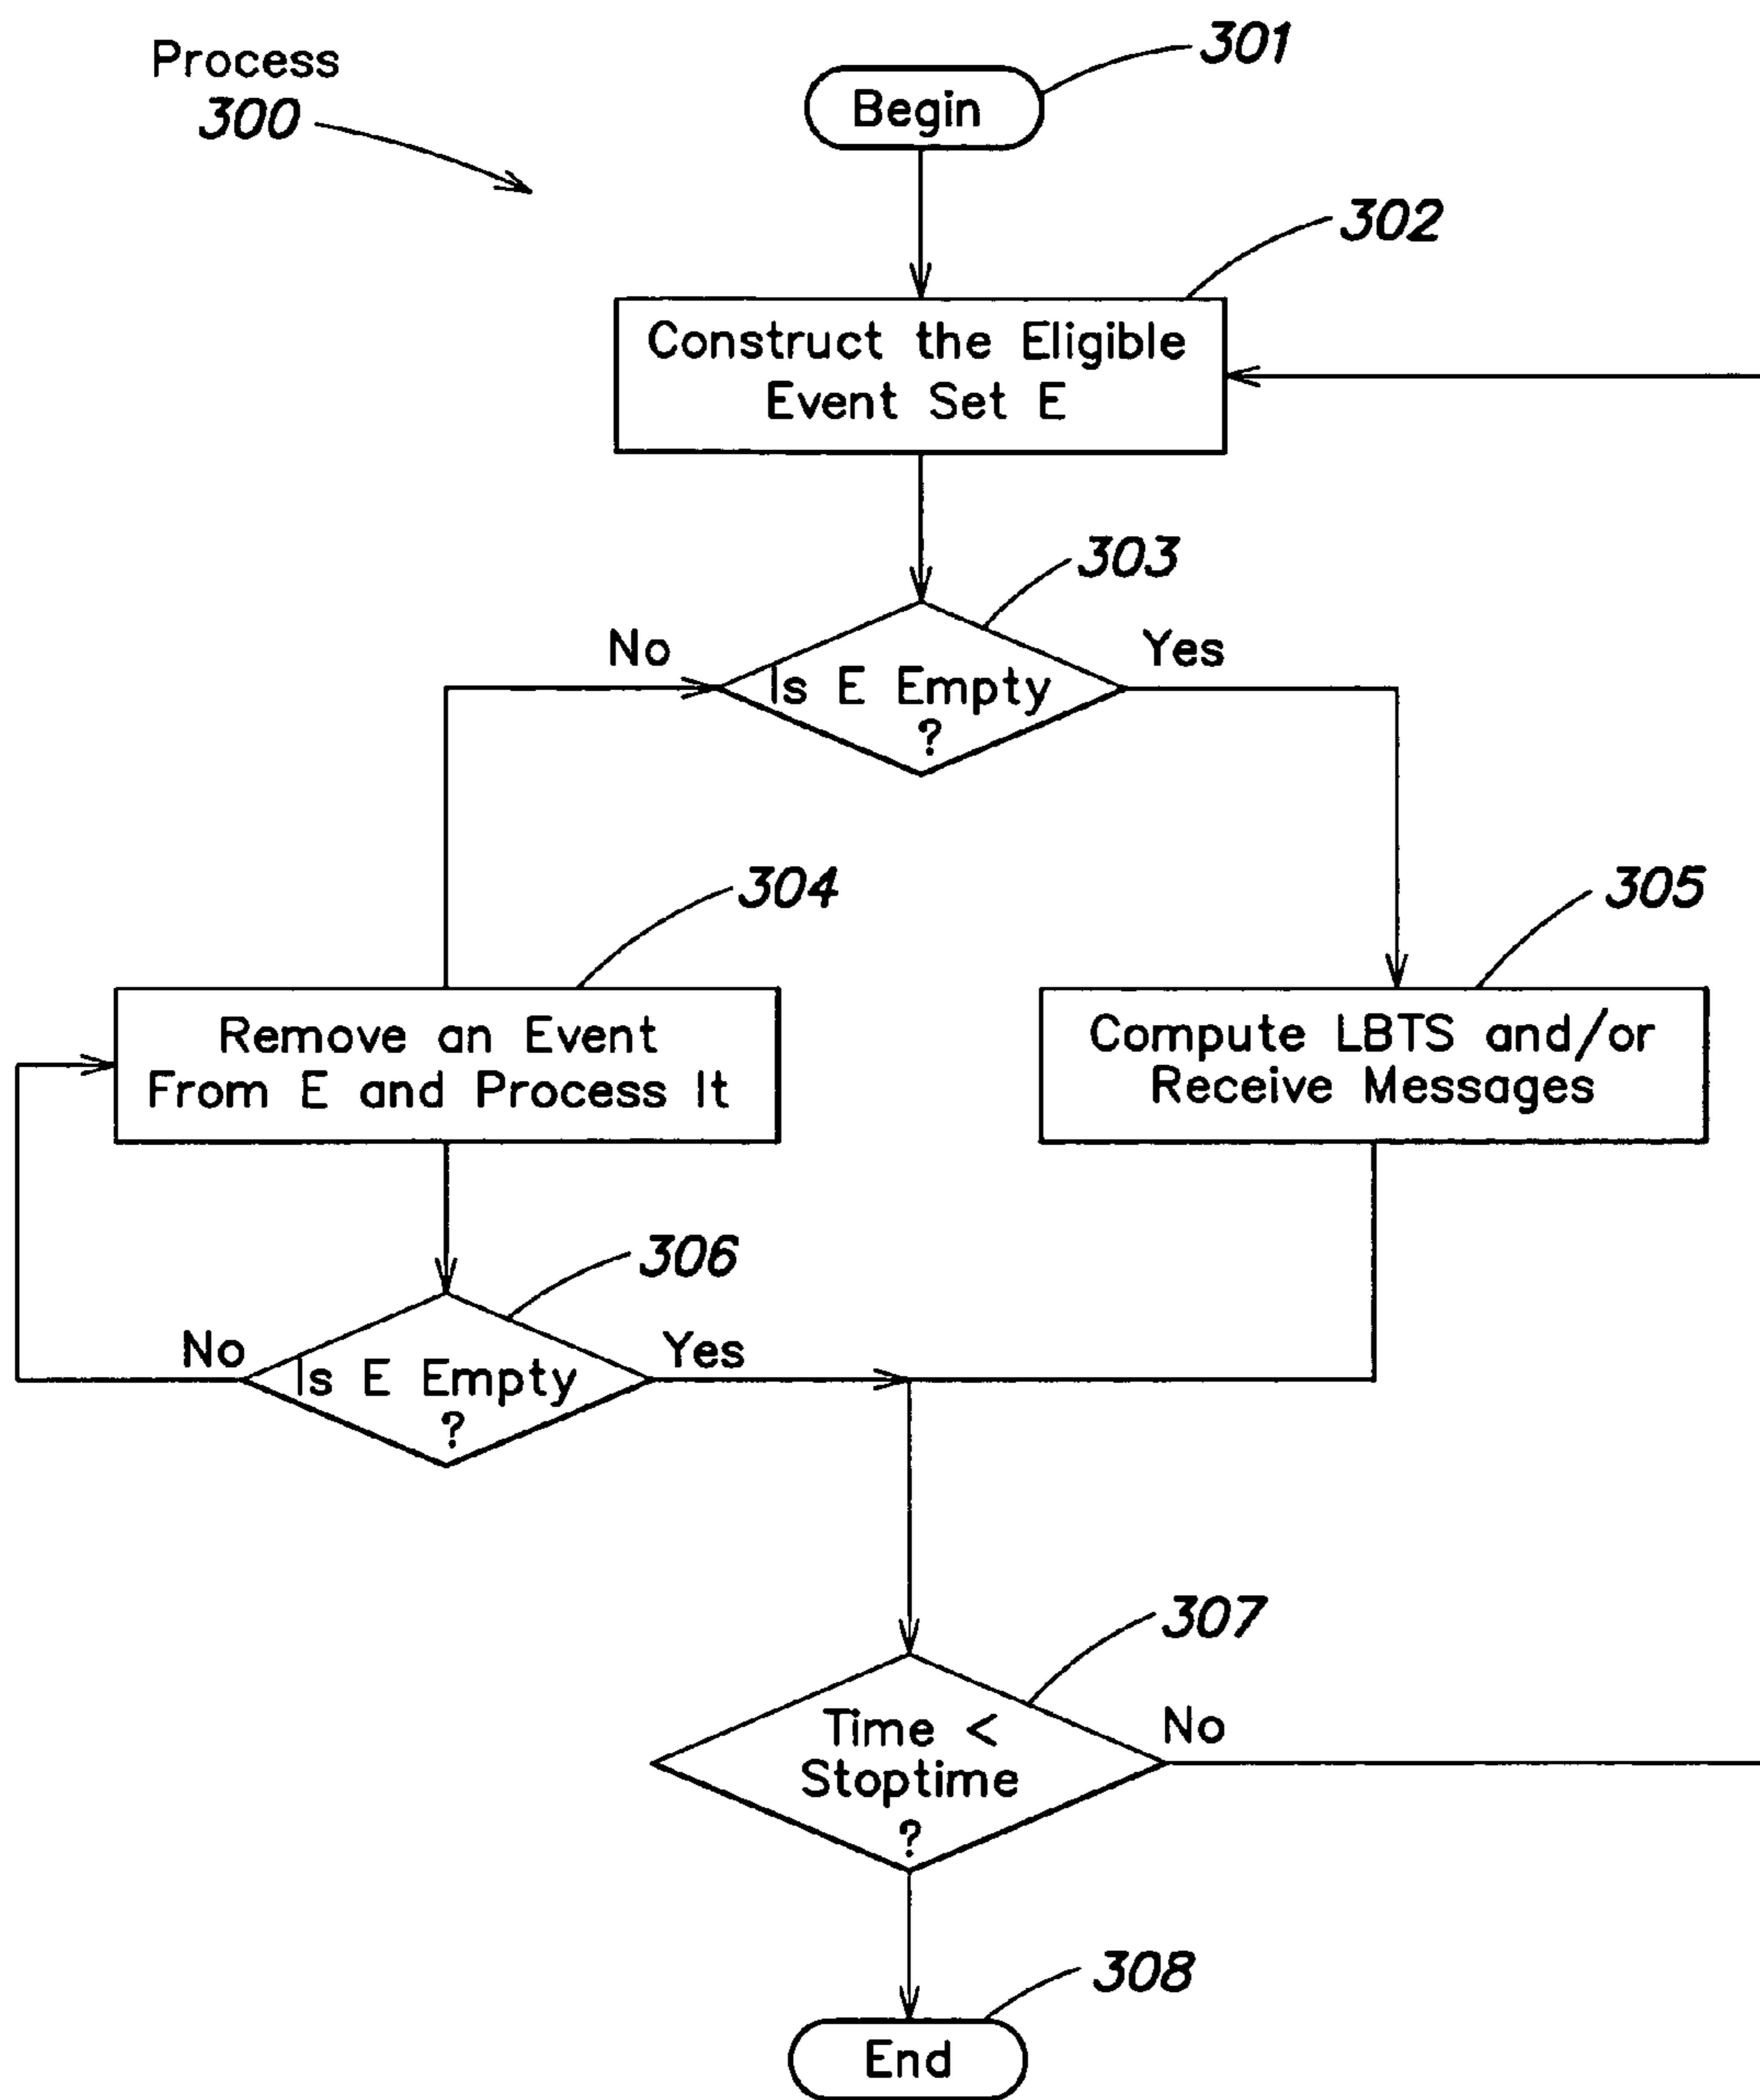 Process
300
301
Begin
302
Construct the Eligible
Event Set E
303
No
Yes
Is E Empty
?
304
305
Remove an Event
From E and Process It
Compute LBTS and/or
Receive Messages
306
No
Yes
Is E Empty
?
307
Time <
Stoptime
?
No
308
End